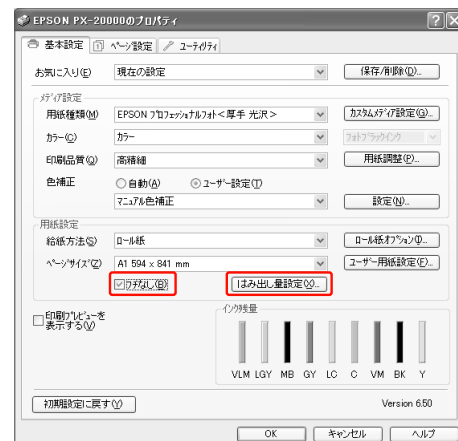 EPSON PX-20000のプロパティ
基本設定 ページ設定 ユーティリティ
お気に入り(F) 現在の設定 保存/削除(D)...
メディア設定
用紙種類(M) EPSON プロフェッショナルフォト<厚手 光沢> カスタムメディア設定(G)...
カラー(C) カラー フォトブラックインク
印刷品質(Q) 高精細 用紙調整(P)...
色補正 自動(A) ユーザー設定(T)
マニュアル色補正 設定(N)...
用紙設定
給紙方法(S) ロール紙 ロール紙オプション(J)...
ページサイズ(Z) A1 594 x 841 mm ユーザー用紙設定(E)...
フチなし(B) はみ出し量設定(X)...
印刷プレビューを
表示する(V)
インク残量
VLM LGY MB GY LC C VM BK Y
初期設定に戻す(Y) Version 6.50
OK キャンセル ヘルプ